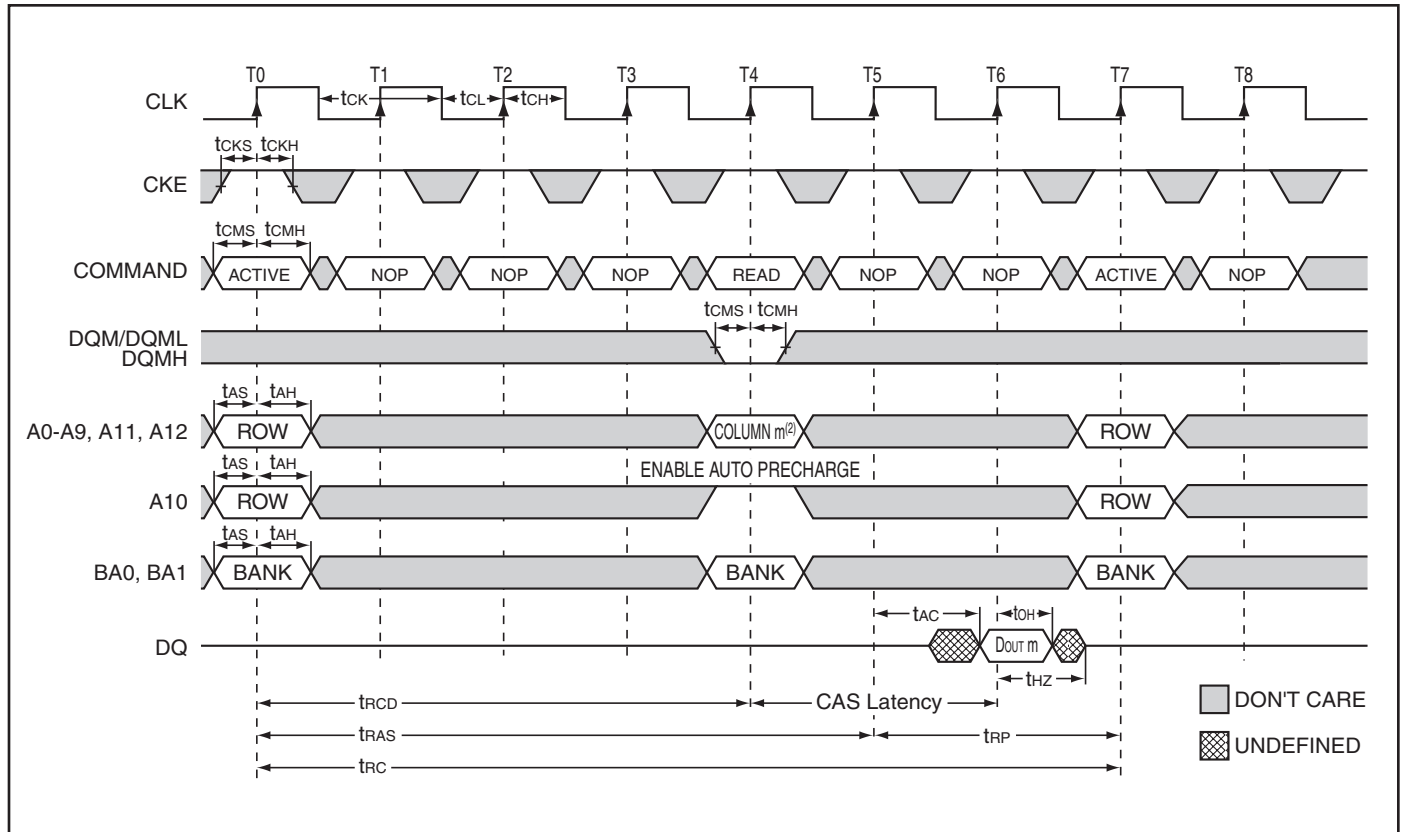 T0 T1 T2 T3 T4 T5 T6 T7 T8
CLK
tCK tCL tCH
tCKS tCKH
CKE
tCMS tCMH
COMMAND ACTIVE NOP NOP NOP READ NOP NOP ACTIVE NOP
tCMS tCMH
DQM/DQML
DQMH
tAS tAH
A0-A9, A11, A12 ROW COLUMN m(2) ROW
tAS tAH
ENABLE AUTO PRECHARGE
A10 ROW ROW
tAS tAH
BA0, BA1 BANK BANK BANK
tAC tOH
DQ DOUT m
tHZ
tRCD CAS Latency
DON'T CARE
tRAS tRP
UNDEFINED
tRC